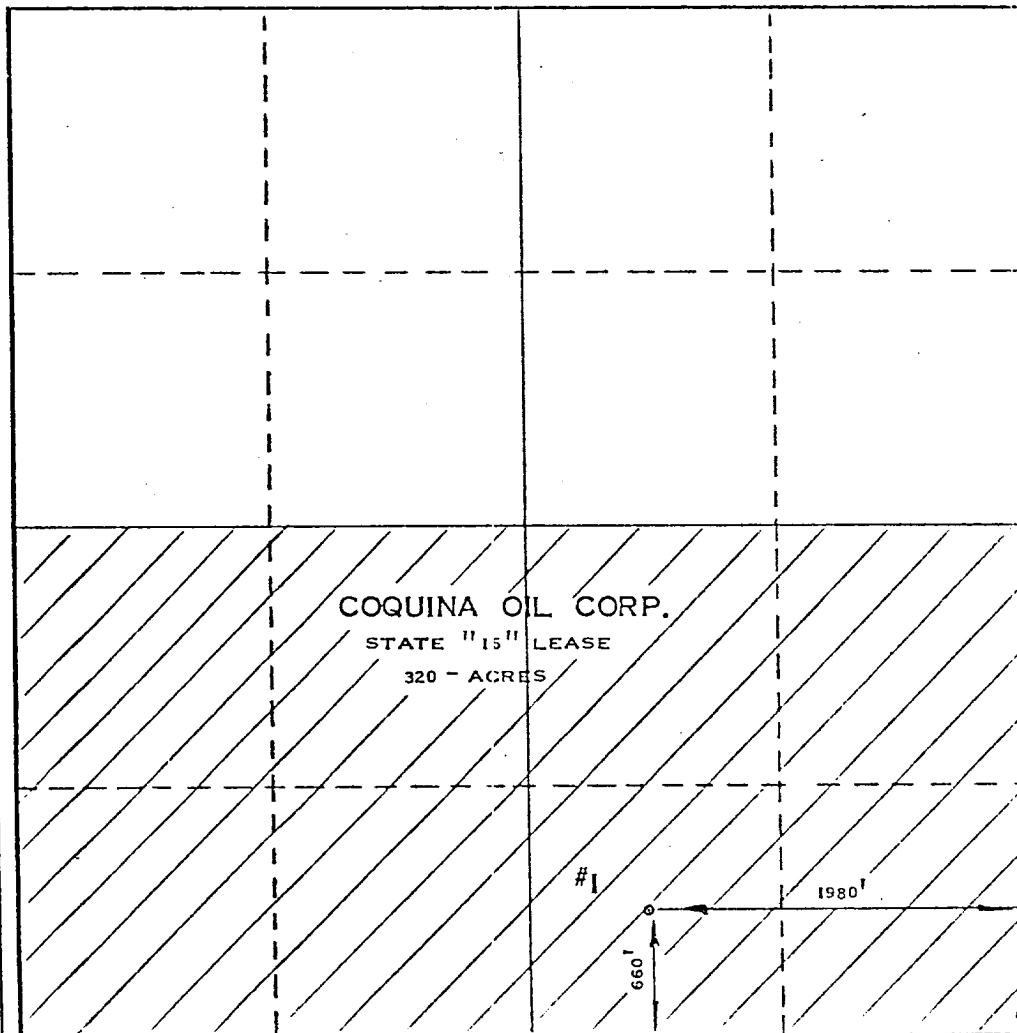 COQUINA OIL CORP.
STATE "15" LEASE
320 - ACRES
#1
1980'
660'